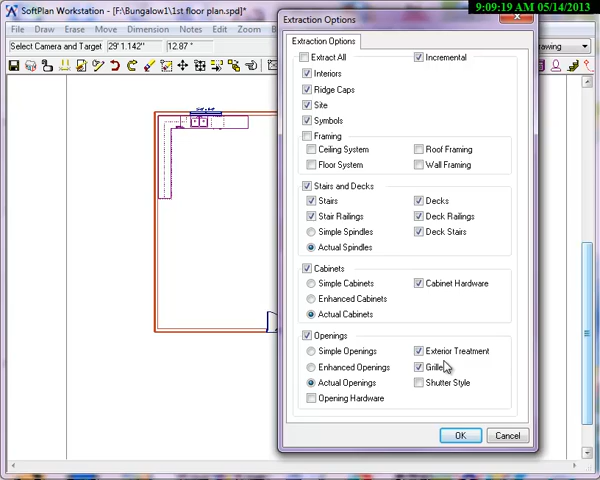 SoftPlan Workstation - [F:\Bungalow1\1st floor plan.spd]*
9:09:19 AM 05/14/2013
Extraction Options
Draw Edit Erase Move Dimension Notes
Select Camera and Target 29' 1.142" 12.87 °
rawing
Extraction Options
Extract All Incremental
Interiors
Ridge Caps
Site
Symbols
Framing
Ceiling System Roof Framing
Floor System Wall Framing
Stairs and Decks
Stairs Decks
Stair Railings Deck Railings
Simple Spindles Deck Stairs
Actual Spindles
Cabinets
Simple Cabinets Cabinet Hardware
Enhanced Cabinets
Actual Cabinets
Openings
Simple Openings Exterior Treatment
Enhanced Openings Grille
Actual Openings Shutter Style
Opening Hardware
OK Cancel